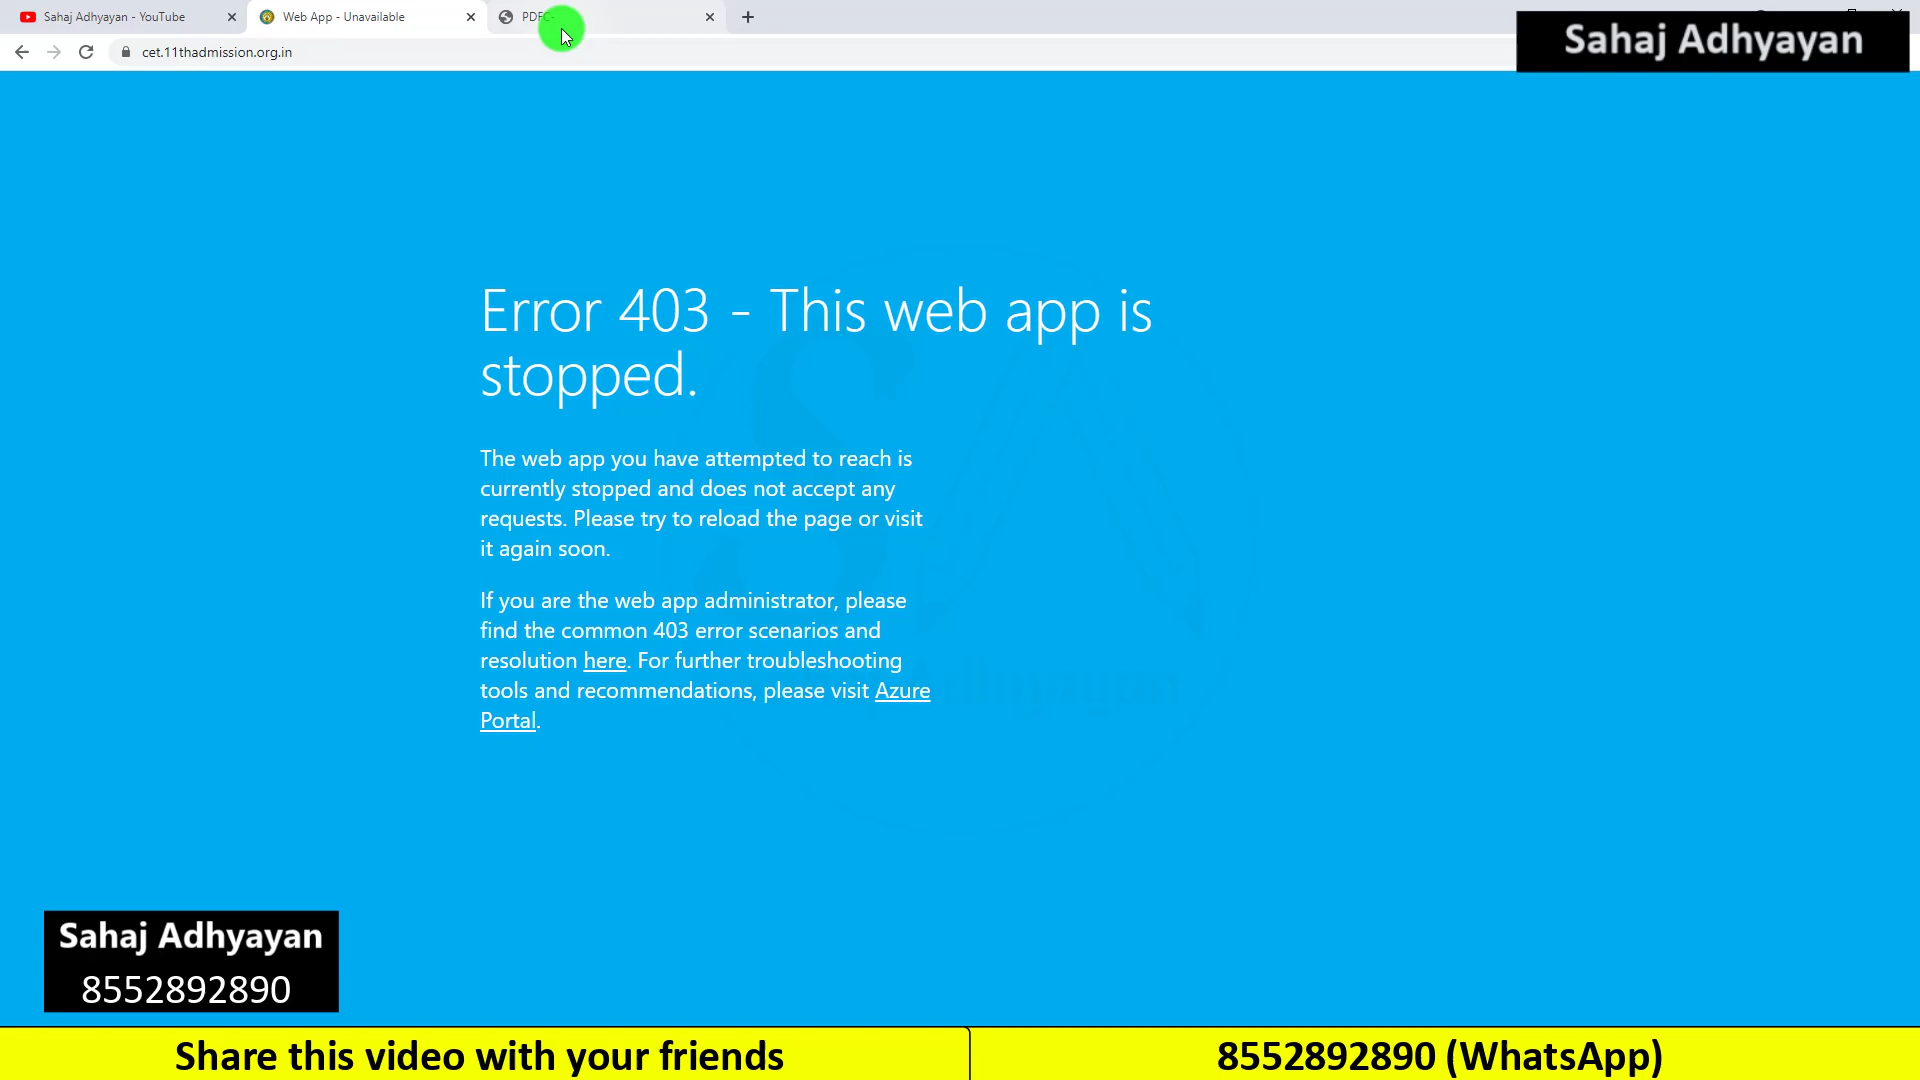 Sahaj Adhyayan - YouTube
Web App - Unavailable
cet.11thadmission.org.in
Sahaj Adhyayan
Error 403 - This web app is
stopped.
The web app you have attempted to reach is
currently stopped and does not accept any
requests. Please try to reload the page or visit
it again soon.
If you are the web app administrator, please
find the common 403 error scenarios and
resolution here. For further troubleshooting
tools and recommendations, please visit Azure
Portal.
Sahaj Adhyayan
8552892890
Share this video with your friends
8552892890 (WhatsApp)